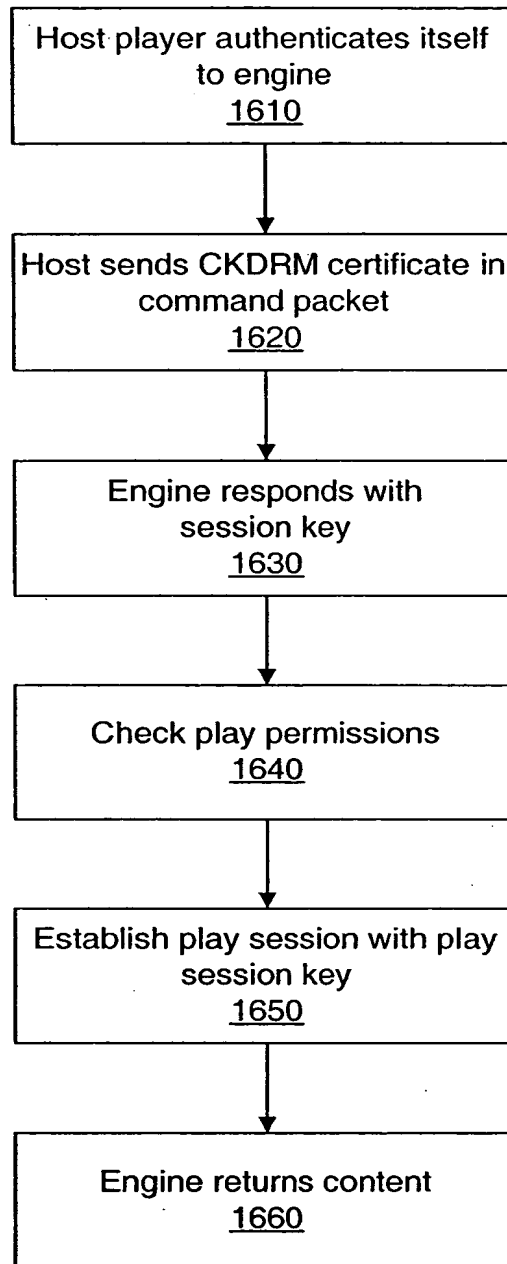 Host player authenticates itself
to engine
1610
Host sends CKDRM certificate in
command packet
1620
Engine responds with
session key
1630
Check play permissions
1640
Establish play session with play
session key
1650
Engine returns content
1660